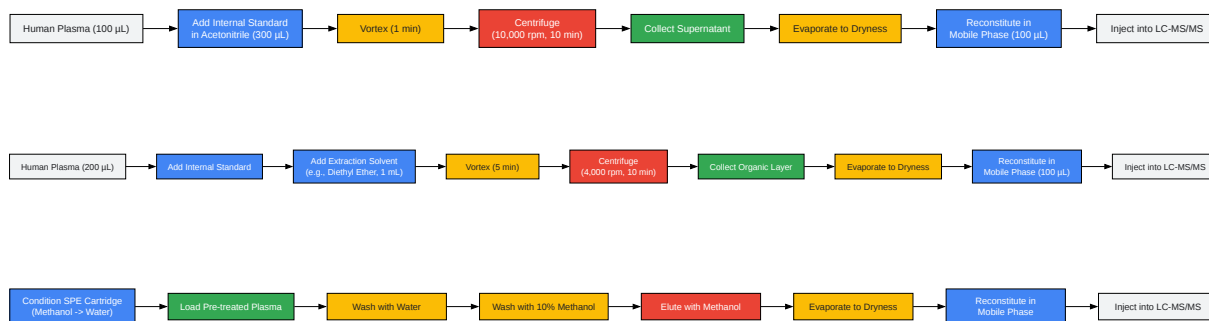 Human Plasma (100 µL)
Add Internal Standard
in Acetonitrile (300 µL)
Vortex (1 min)
Centrifuge
(10,000 rpm, 10 min)
Collect Supernatant
Evaporate to Dryness
Reconstitute in
Mobile Phase (100 µL)
Inject into LC-MS/MS
Human Plasma (200 µL)
Add Internal Standard
Add Extraction Solvent
(e.g., Diethyl Ether, 1 mL)
Vortex (5 min)
Centrifuge
(4,000 rpm, 10 min)
Collect Organic Layer
Evaporate to Dryness
Reconstitute in
Mobile Phase (100 µL)
Inject into LC-MS/MS
Condition SPE Cartridge
(Methanol -> Water)
Load Pre-treated Plasma
Wash with Water
Wash with 10% Methanol
Elute with Methanol
Evaporate to Dryness
Reconstitute in
Mobile Phase
Inject into LC-MS/MS